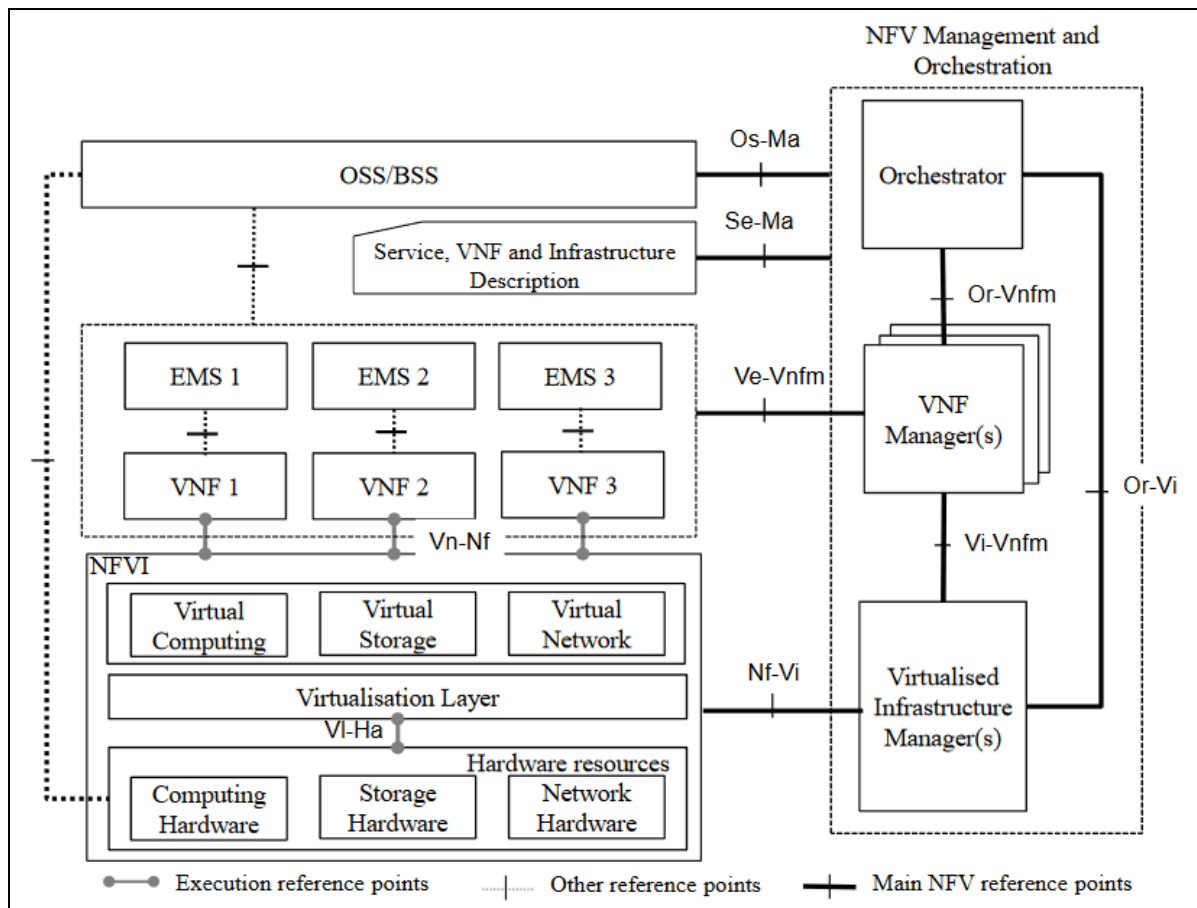 NFV Management and
Orchestration
Os-Ma
OSS/BSS
Orchestrator
Se-Ma
Service, VNF and Infrastructure
Description
Or-Vnfm
EMS 1
EMS 2
EMS 3
Ve-Vnfm
VNF
Manager(s)
VNF 1
VNF 2
VNF 3
Or-Vi
Vn-Nf
Vi-Vnfm
NFVI
Virtual
Computing
Virtual
Storage
Virtual
Network
Nf-Vi
Virtualised
Infrastructure
Manager(s)
Virtualisation Layer
Vl-Ha
Hardware resources
Computing
Hardware
Storage
Hardware
Network
Hardware
Execution reference points
Other reference points
Main NFV reference points